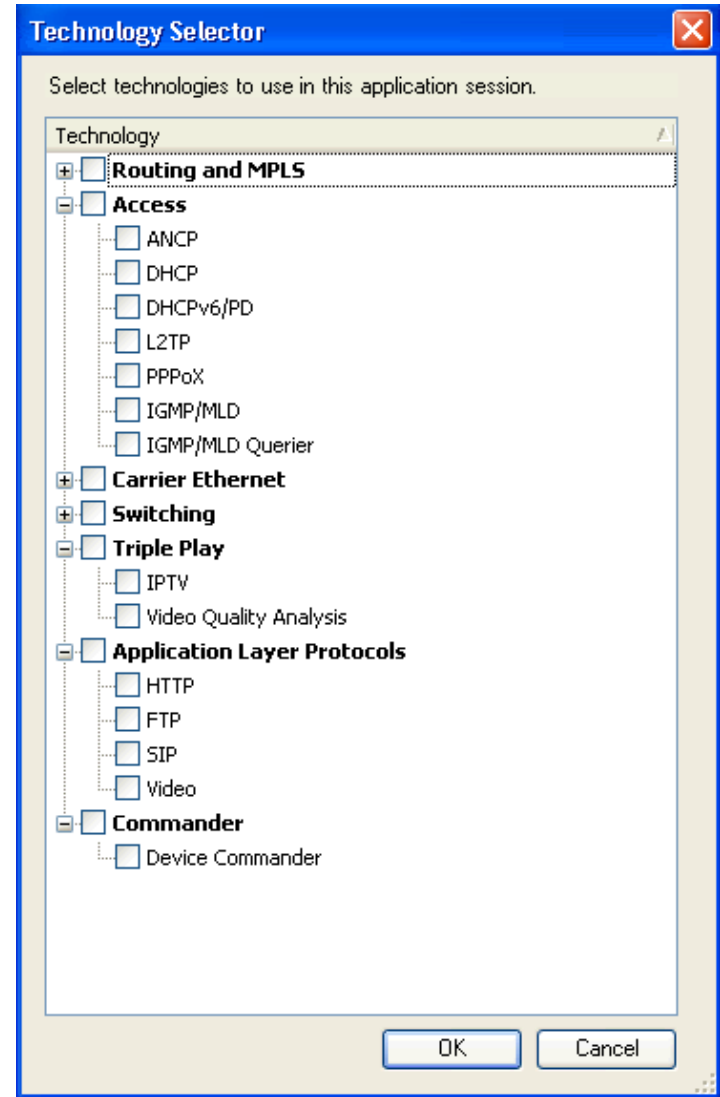 Technology Selector
Select technologies to use in this application session.
Technology
Routing and MPLS
Access
ANCP
DHCP
DHCPv6/PD
L2TP
PPPoX
IGMP/MLD
IGMP/MLD Querier
Carrier Ethernet
Switching
Triple Play
IPTV
Video Quality Analysis
Application Layer Protocols
HTTP
FTP
SIP
Video
Commander
Device Commander
OK Cancel